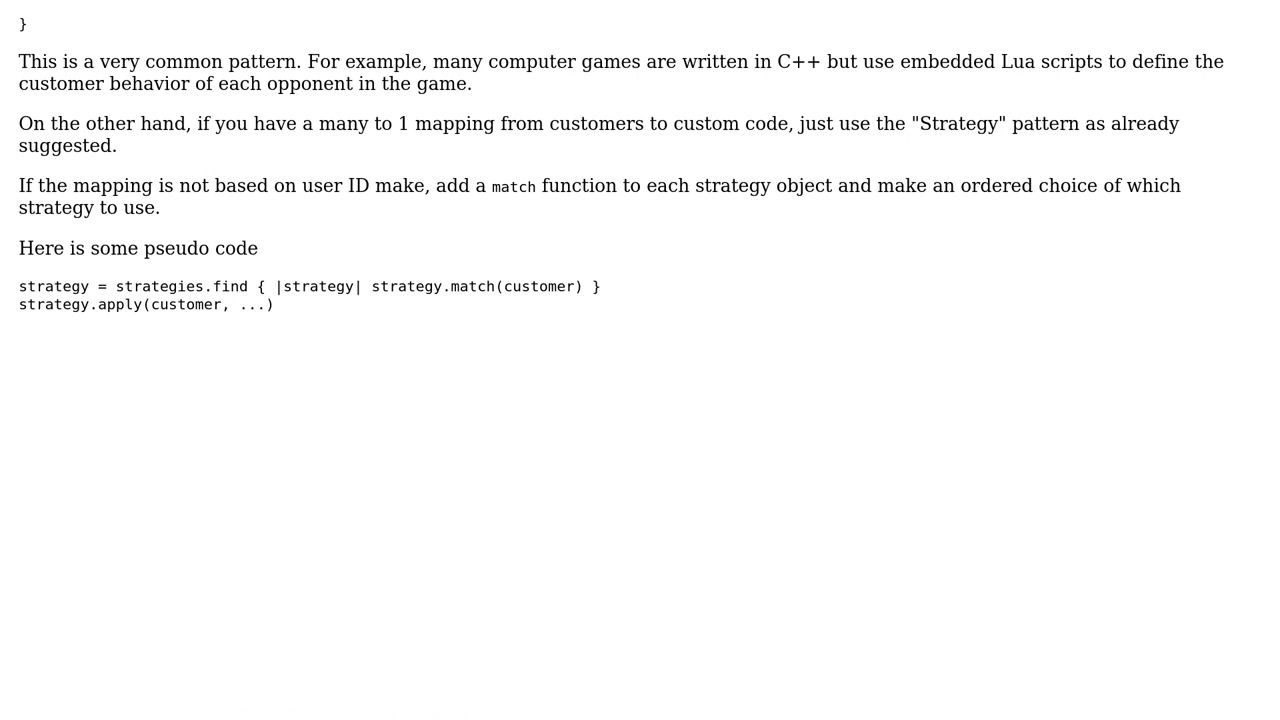 }
This is a very common pattern. For example, many computer games are written in C++ but use embedded Lua scripts to define the
customer behavior of each opponent in the game.
On the other hand, if you have a many to 1 mapping from customers to custom code, just use the "Strategy" pattern as already
suggested.
If the mapping is not based on user ID make, add a match function to each strategy object and make an ordered choice of which
strategy to use.
Here is some pseudo code
strategy = strategies.find { |strategy| strategy.match(customer) }
strategy.apply(customer, ...)